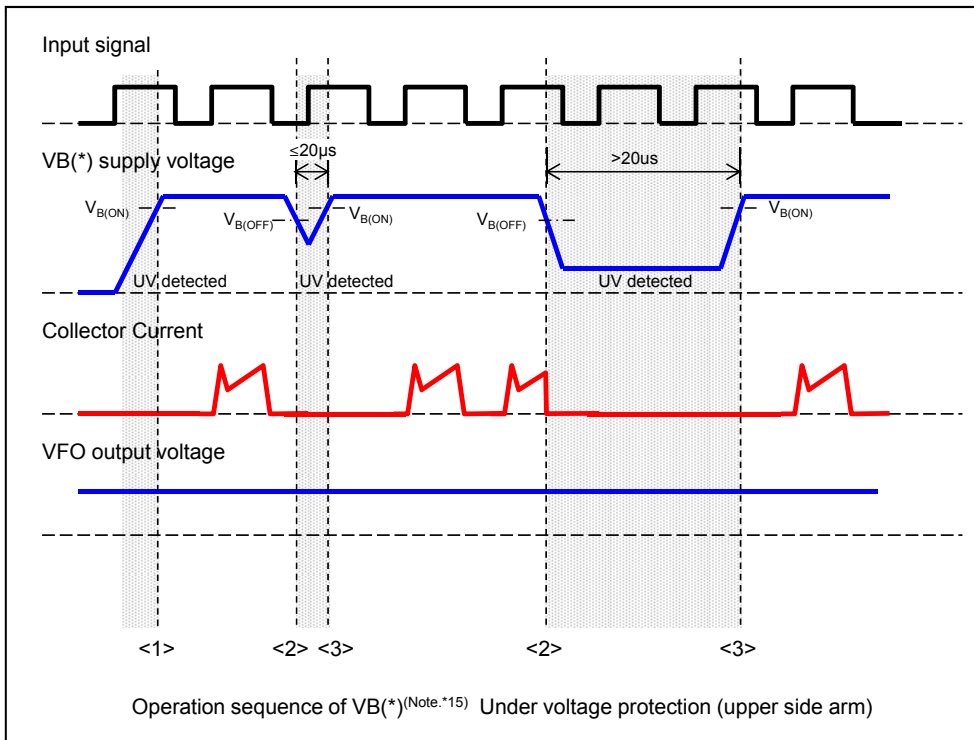 Input signal
VB(*) supply voltage
≤20µs
>20us
VB(ON)
VB(OFF)
VB(ON)
VB(OFF)
VB(ON)
UV detected
UV detected
UV detected
Collector Current
VFO output voltage
<1>
<2>
<3>
<2>
<3>
Operation sequence of VB(*)(Note.*15) Under voltage protection (upper side arm)